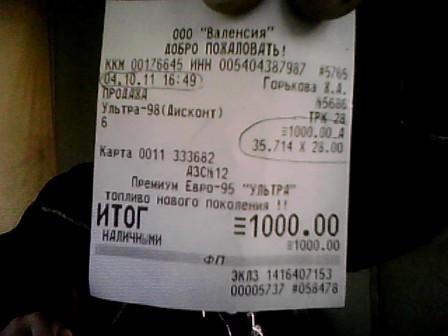 ООО "Валенсия"
ДОБРО ПОЖАЛОВАТЬ!
ККМ 00176645 ИНН 005404387987 #5765
04.10.11 16:49 Горькова Х.А.
ПРОДАЖА №5686
Ультра-98(Дисконт) ТРК 28
6 ≡1000.00_А
35.714 X 28.00
Карта 0011 333682
АЗС№12
Премиум Евро-95 "УЛЬТРА"
топливо нового поколения !!
ИТОГ ≡1000.00
НАЛИЧНЫМИ ≡1000.00
ФП
ЭКЛЗ 1416407153
00005737 #058478